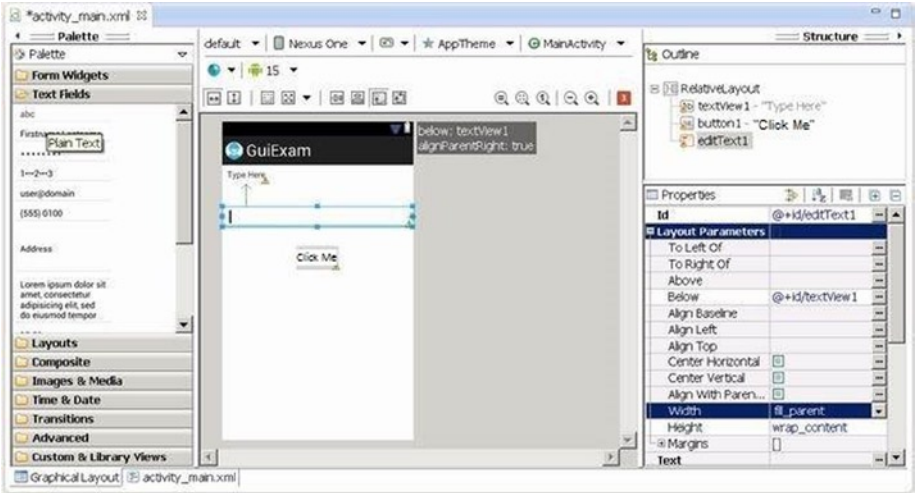 *activity_main.xml
Palette
Palette
Form Widgets
Text Fields
abc
Plain Text
1---2---3
user@domain
(555) 0100
Address
Lorem ipsum dolor sit
amet, consectetur
adipisicing elit, sed
do eiusmod tempor
Layouts
Composite
Images & Media
Time & Date
Transitions
Advanced
Custom & Library Views
default
Nexus One
AppTheme
MainActivity
15
GuiExam
Type Here
Click Me
below: textView1
alignParentRight: true
Structure
Outline
RelativeLayout
textView1 - "Type Here"
button1 - "Click Me"
editText1
Properties
Id @+id/editText1
Layout Parameters
To Left Of
To Right Of
Above
Below @+id/textView1
Align Baseline
Align Left
Align Top
Center Horizontal
Center Vertical
Align With Paren...
Width fill_parent
Height wrap_content
Margins []
Text
Graphical Layout
activity_main.xml